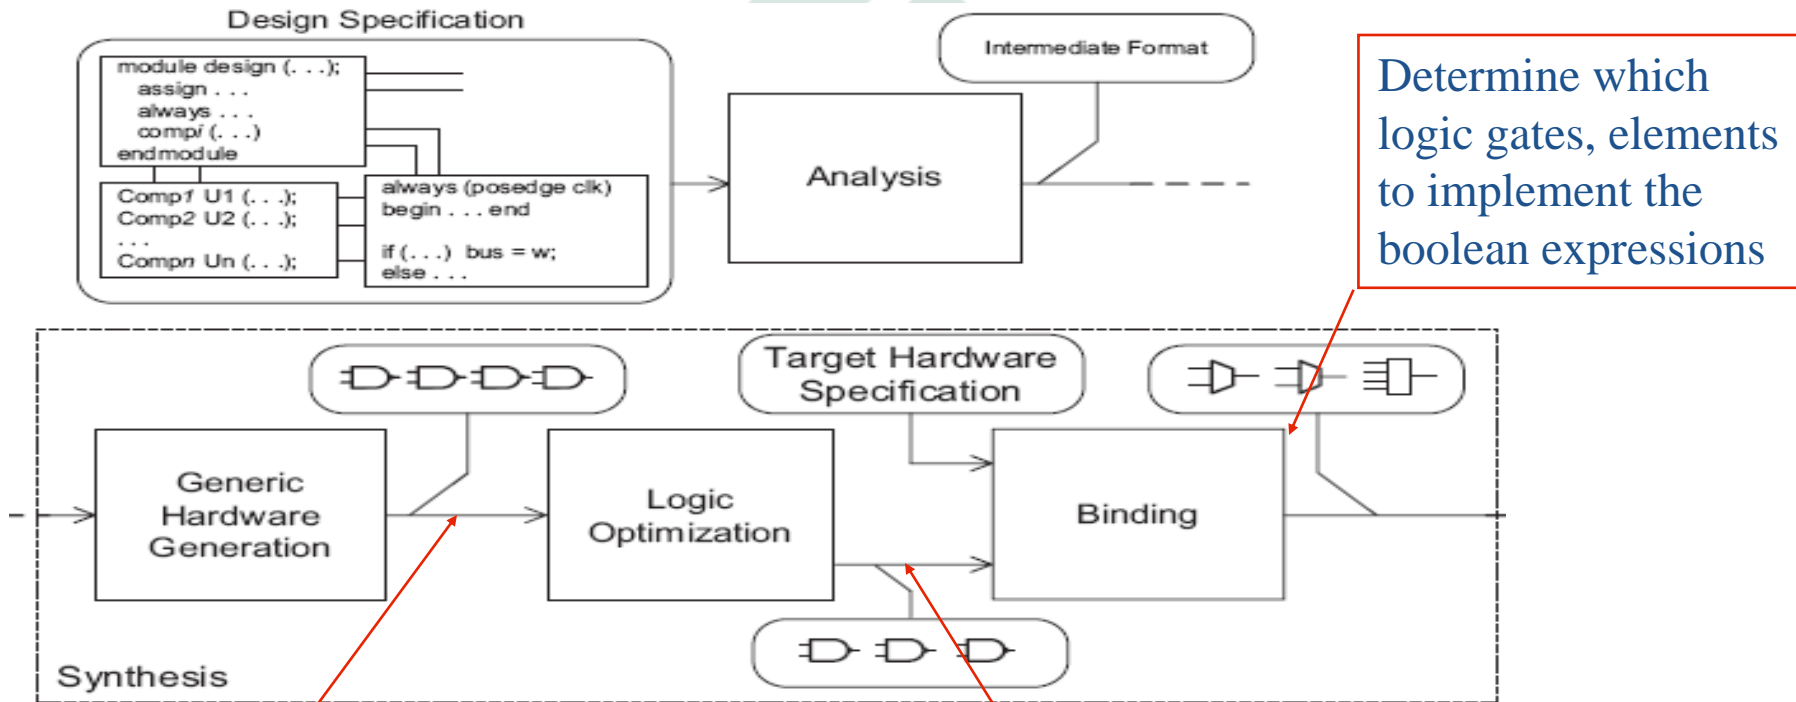 Design Specification
module design (. . .);
assign . . .
always . . .
compi (. . .)
endmodule
Comp1 U1 (. . .);
Comp2 U2 (. . .);
. . .
Compn Un (. . .);
always (posedge clk)
begin . . . end
if (. . .) bus = w;
else . . .
Analysis
Intermediate Format
Determine which
logic gates, elements
to implement the
boolean expressions
Generic
Hardware
Generation
Logic
Optimization
Target Hardware
Specification
Binding
Synthesis